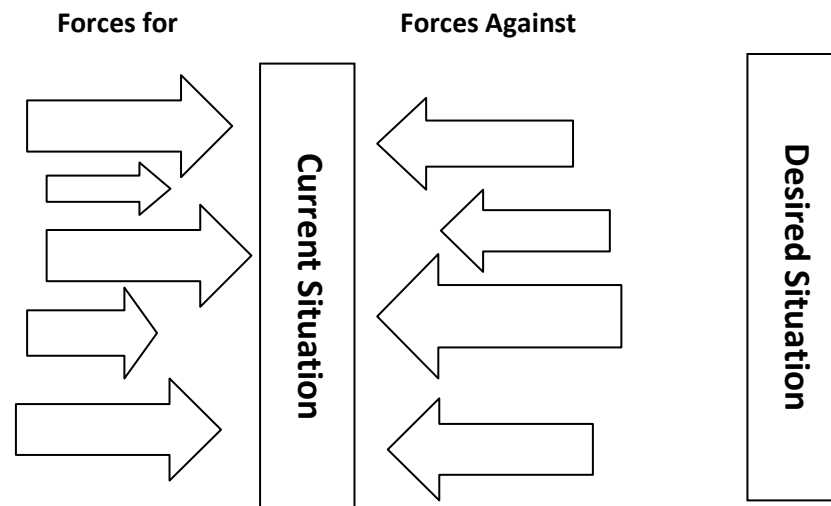 Forces for
Forces Against
Current Situation
Desired Situation